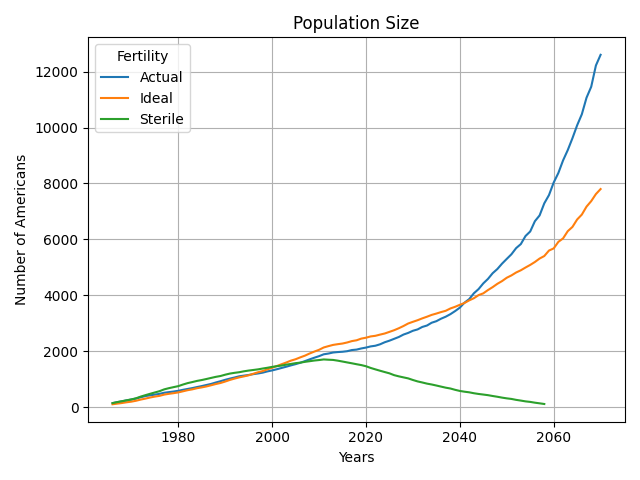 Population Size
Fertility
Actual
Ideal
Sterile
Number of Americans
12000
10000
8000
6000
4000
2000
0
1980
2000
2020
2040
2060
Years